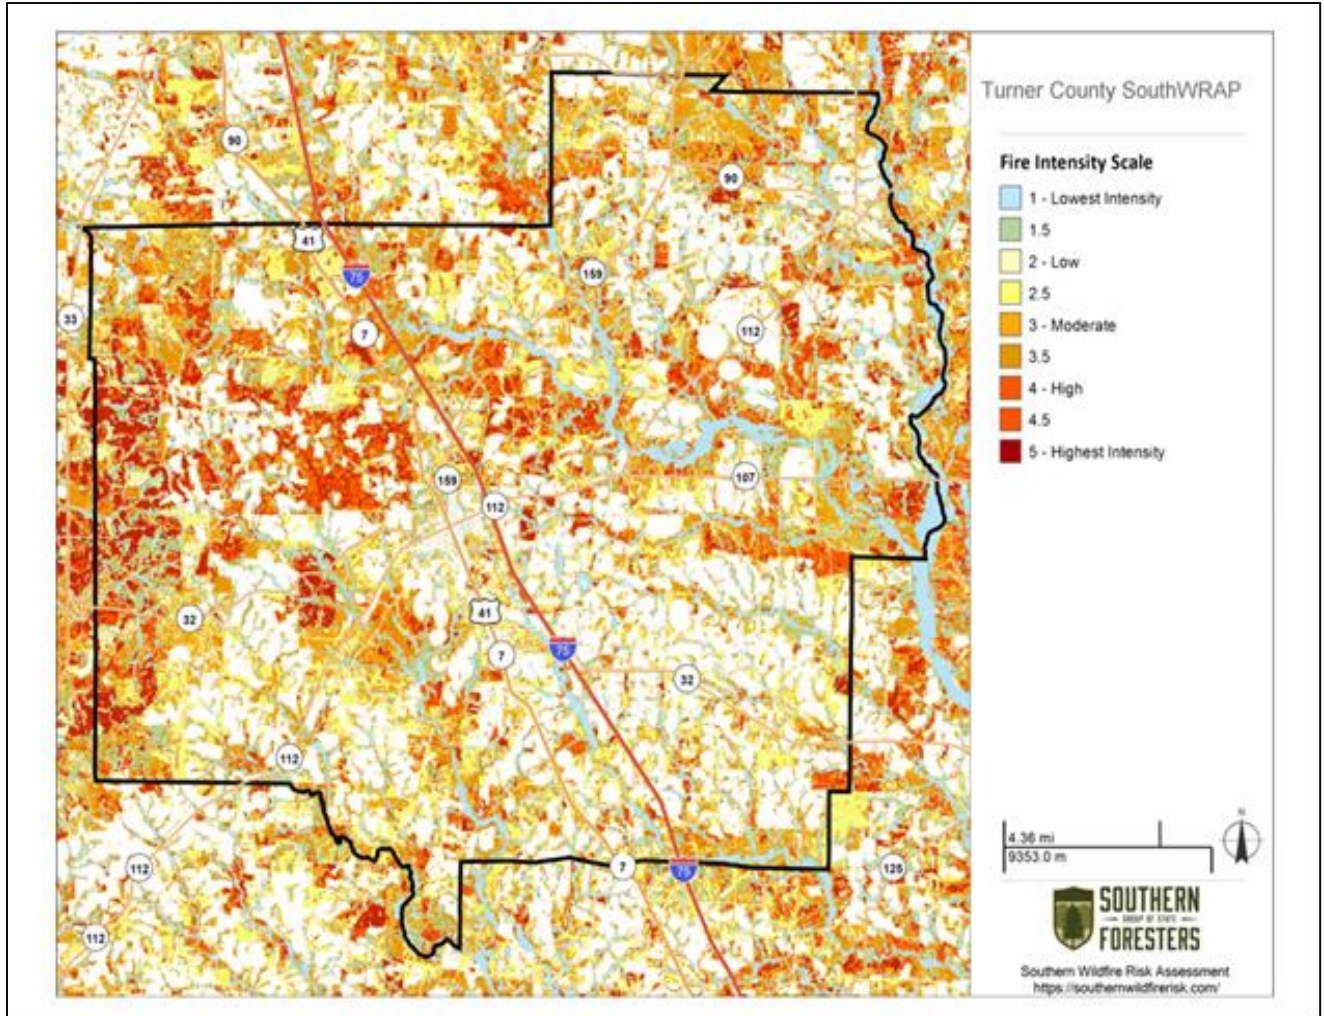 Turner County SouthWRAP
Fire Intensity Scale
1 - Lowest Intensity
1.5
2 - Low
2.5
3 - Moderate
3.5
4 - High
4.5
5 - Highest Intensity
90
90
41
75
159
33
7
112
159
107
112
32
41
7
75
32
112
112
7
75
125
112
N
4.36 mi
9353.0 m
SOUTHERN
GROUP OF STATE
FORESTERS
Southern Wildfire Risk Assessment
https://southernwildfirerisk.com/